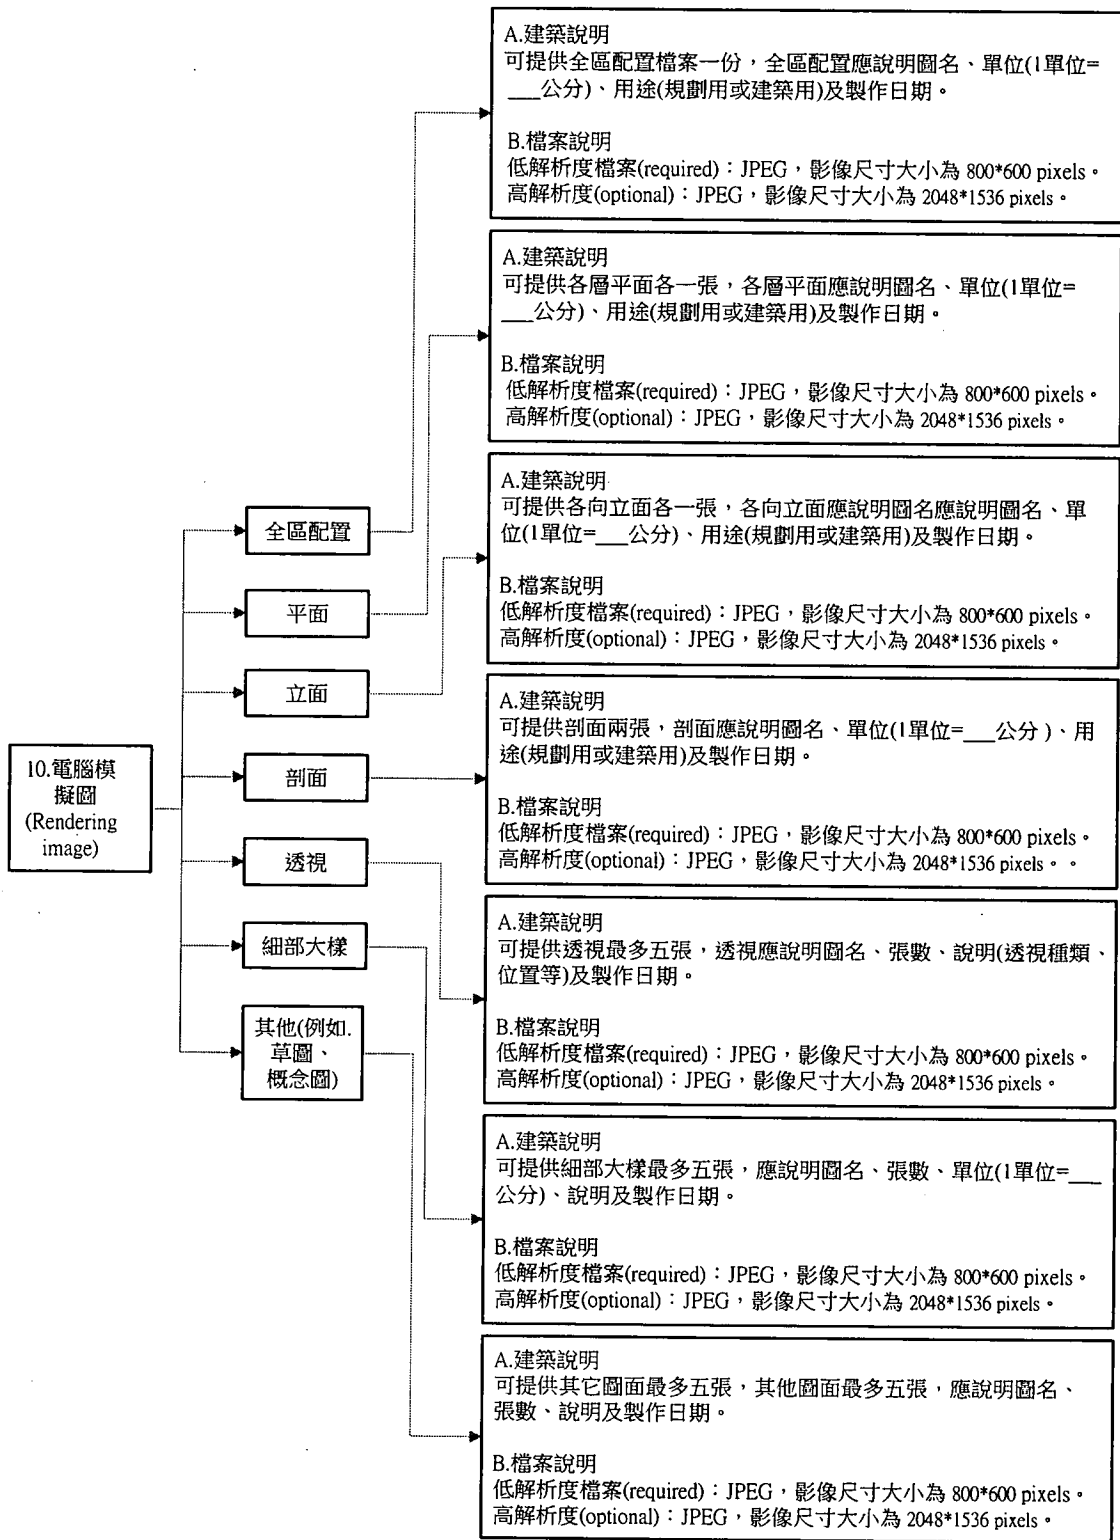 A.建築說明
可提供全區配置檔案一份，全區配置應說明圖名、單位(1單位=
___公分)、用途(規劃用或建築用)及製作日期。
B.檔案說明
低解析度檔案(required)：JPEG，影像尺寸大小為 800*600 pixels。
高解析度(optional)：JPEG，影像尺寸大小為 2048*1536 pixels。
A.建築說明
可提供各層平面各一張，各層平面應說明圖名、單位(1單位=
___公分)、用途(規劃用或建築用)及製作日期。
B.檔案說明
低解析度檔案(required)：JPEG，影像尺寸大小為 800*600 pixels。
高解析度(optional)：JPEG，影像尺寸大小為 2048*1536 pixels。
A.建築說明
可提供各向立面各一張，各向立面應說明圖名應說明圖名、單
位(1單位=___公分)、用途(規劃用或建築用)及製作日期。
B.檔案說明
低解析度檔案(required)：JPEG，影像尺寸大小為 800*600 pixels。
高解析度(optional)：JPEG，影像尺寸大小為 2048*1536 pixels。
全區配置
平面
立面
剖面
透視
細部大樣
其他(例如.
草圖、
概念圖)
10.電腦模
擬圖
(Rendering
image)
A.建築說明
可提供剖面兩張，剖面應說明圖名、單位(1單位=___公分 )、用
途(規劃用或建築用)及製作日期。
B.檔案說明
低解析度檔案(required)：JPEG，影像尺寸大小為 800*600 pixels。
高解析度(optional)：JPEG，影像尺寸大小為 2048*1536 pixels。。
A.建築說明
可提供透視最多五張，透視應說明圖名、張數、說明(透視種類、
位置等)及製作日期。
B.檔案說明
低解析度檔案(required)：JPEG，影像尺寸大小為 800*600 pixels。
高解析度(optional)：JPEG，影像尺寸大小為 2048*1536 pixels。
A.建築說明
可提供細部大樣最多五張，應說明圖名、張數、單位(1單位=___
公分)、說明及製作日期。
B.檔案說明
低解析度檔案(required)：JPEG，影像尺寸大小為 800*600 pixels。
高解析度(optional)：JPEG，影像尺寸大小為 2048*1536 pixels。
A.建築說明
可提供其它圖面最多五張，其他圖面最多五張，應說明圖名、
張數、說明及製作日期。
B.檔案說明
低解析度檔案(required)：JPEG，影像尺寸大小為 800*600 pixels。
高解析度(optional)：JPEG，影像尺寸大小為 2048*1536 pixels。